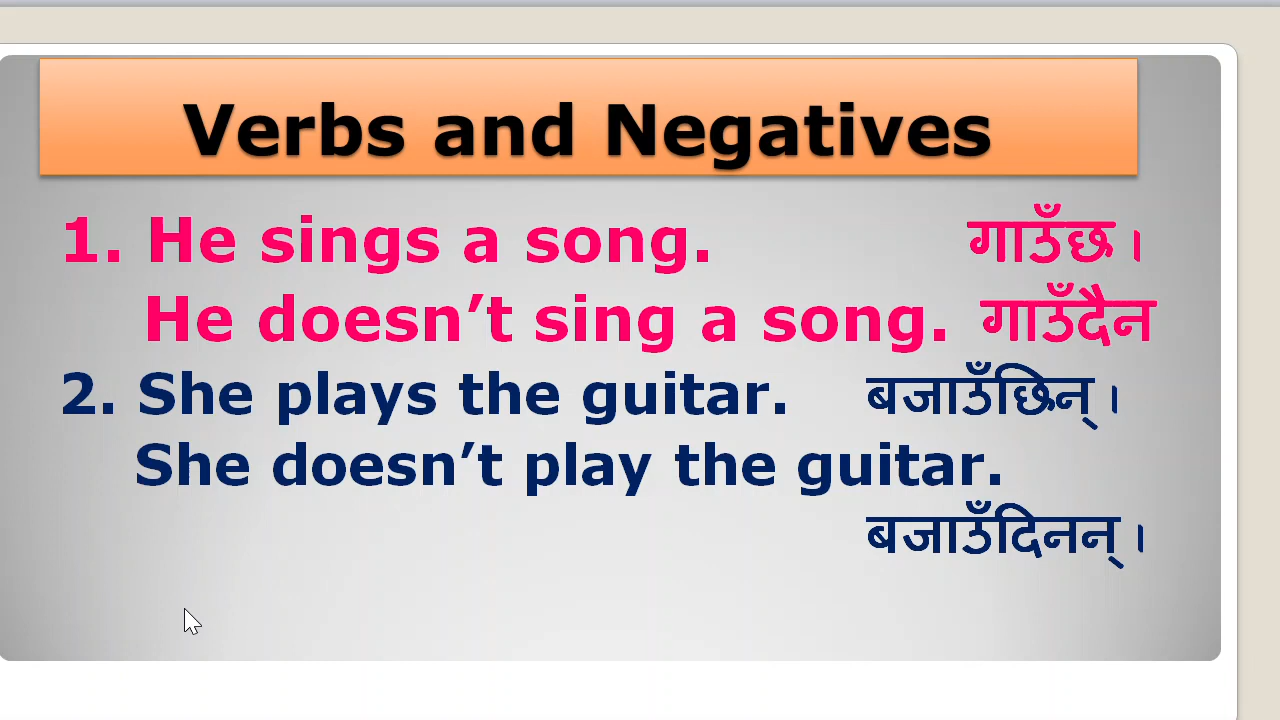 Verbs and Negatives
1. He sings a song. गाउँछ ।
He doesn’t sing a song. गाउँदैन
2. She plays the guitar. बजाउँछिन् ।
She doesn’t play the guitar.
बजाउँदिनन् ।